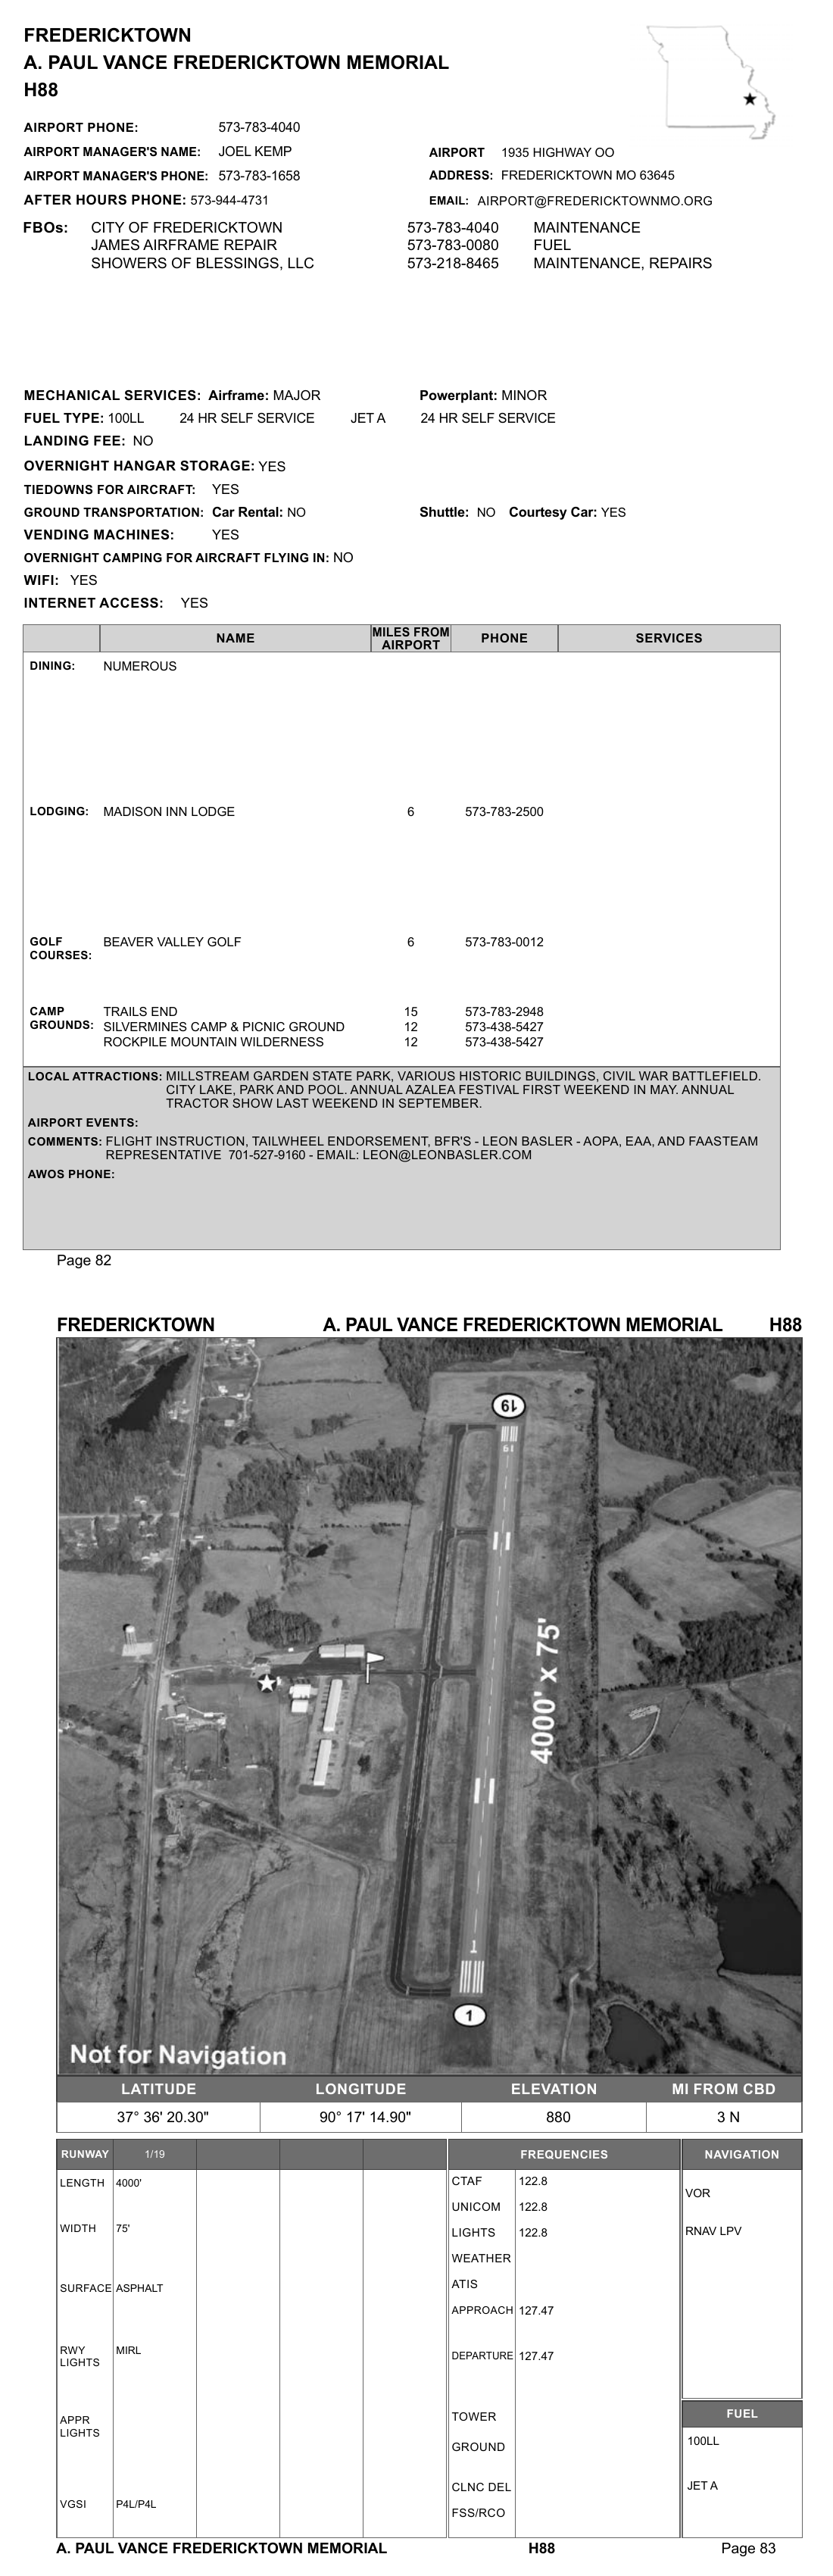 FREDERICKTOWN
A. PAUL VANCE FREDERICKTOWN MEMORIAL
H88
AIRPORT PHONE: 573-783-4040
AIRPORT MANAGER'S NAME: JOEL KEMP
AIRPORT 1935 HIGHWAY OO
AIRPORT MANAGER'S PHONE: 573-783-1658
ADDRESS: FREDERICKTOWN MO 63645
AFTER HOURS PHONE: 573-944-4731
EMAIL: AIRPORT@FREDERICKTOWNMO.ORG
FBOs: CITY OF FREDERICKTOWN 573-783-4040 MAINTENANCE
JAMES AIRFRAME REPAIR 573-783-0080 FUEL
SHOWERS OF BLESSINGS, LLC 573-218-8465 MAINTENANCE, REPAIRS
MECHANICAL SERVICES: Airframe: MAJOR Powerplant: MINOR
FUEL TYPE: 100LL 24 HR SELF SERVICE JET A 24 HR SELF SERVICE
LANDING FEE: NO
OVERNIGHT HANGAR STORAGE: YES
TIEDOWNS FOR AIRCRAFT: YES
GROUND TRANSPORTATION: Car Rental: NO Shuttle: NO Courtesy Car: YES
VENDING MACHINES: YES
OVERNIGHT CAMPING FOR AIRCRAFT FLYING IN: NO
WIFI: YES
INTERNET ACCESS: YES
NAME MILES FROM AIRPORT PHONE SERVICES
DINING: NUMEROUS
LODGING: MADISON INN LODGE 6 573-783-2500
GOLF COURSES: BEAVER VALLEY GOLF 6 573-783-0012
CAMP GROUNDS: TRAILS END 15 573-783-2948
SILVERMINES CAMP & PICNIC GROUND 12 573-438-5427
ROCKPILE MOUNTAIN WILDERNESS 12 573-438-5427
LOCAL ATTRACTIONS: MILLSTREAM GARDEN STATE PARK, VARIOUS HISTORIC BUILDINGS, CIVIL WAR BATTLEFIELD.
CITY LAKE, PARK AND POOL. ANNUAL AZALEA FESTIVAL FIRST WEEKEND IN MAY. ANNUAL
TRACTOR SHOW LAST WEEKEND IN SEPTEMBER.
AIRPORT EVENTS:
COMMENTS: FLIGHT INSTRUCTION, TAILWHEEL ENDORSEMENT, BFR'S - LEON BASLER - AOPA, EAA, AND FAASTEAM
REPRESENTATIVE 701-527-9160 - EMAIL: LEON@LEONBASLER.COM
AWOS PHONE:
Page 82
FREDERICKTOWN A. PAUL VANCE FREDERICKTOWN MEMORIAL H88
19
19
4000' x 75'
1
1
Not for Navigation
LATITUDE LONGITUDE ELEVATION MI FROM CBD
37° 36' 20.30" 90° 17' 14.90" 880 3 N
RUNWAY 1/19
LENGTH 4000'
WIDTH 75'
SURFACE ASPHALT
RWY LIGHTS MIRL
APPR LIGHTS
VGSI P4L/P4L
FREQUENCIES
CTAF 122.8
UNICOM 122.8
LIGHTS 122.8
WEATHER
ATIS
APPROACH 127.47
DEPARTURE 127.47
TOWER
GROUND
CLNC DEL
FSS/RCO
NAVIGATION
VOR
RNAV LPV
FUEL
100LL
JET A
A. PAUL VANCE FREDERICKTOWN MEMORIAL H88 Page 83